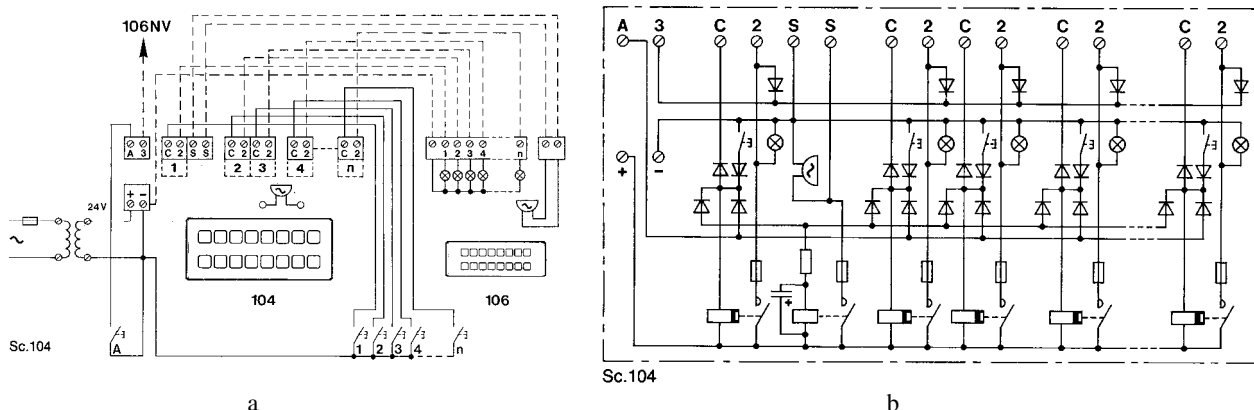 106NV
A 3
C 2 S S
1
C 2 C 2
2 3
C 2
4
C 2
n
1 2 3 4 n
+ −
24V
~
104
106
A
1 2 3 4 n
Sc.104
a
A 3 C 2 S S C 2 C 2 C 2 C 2
+ −
+
Sc.104
b